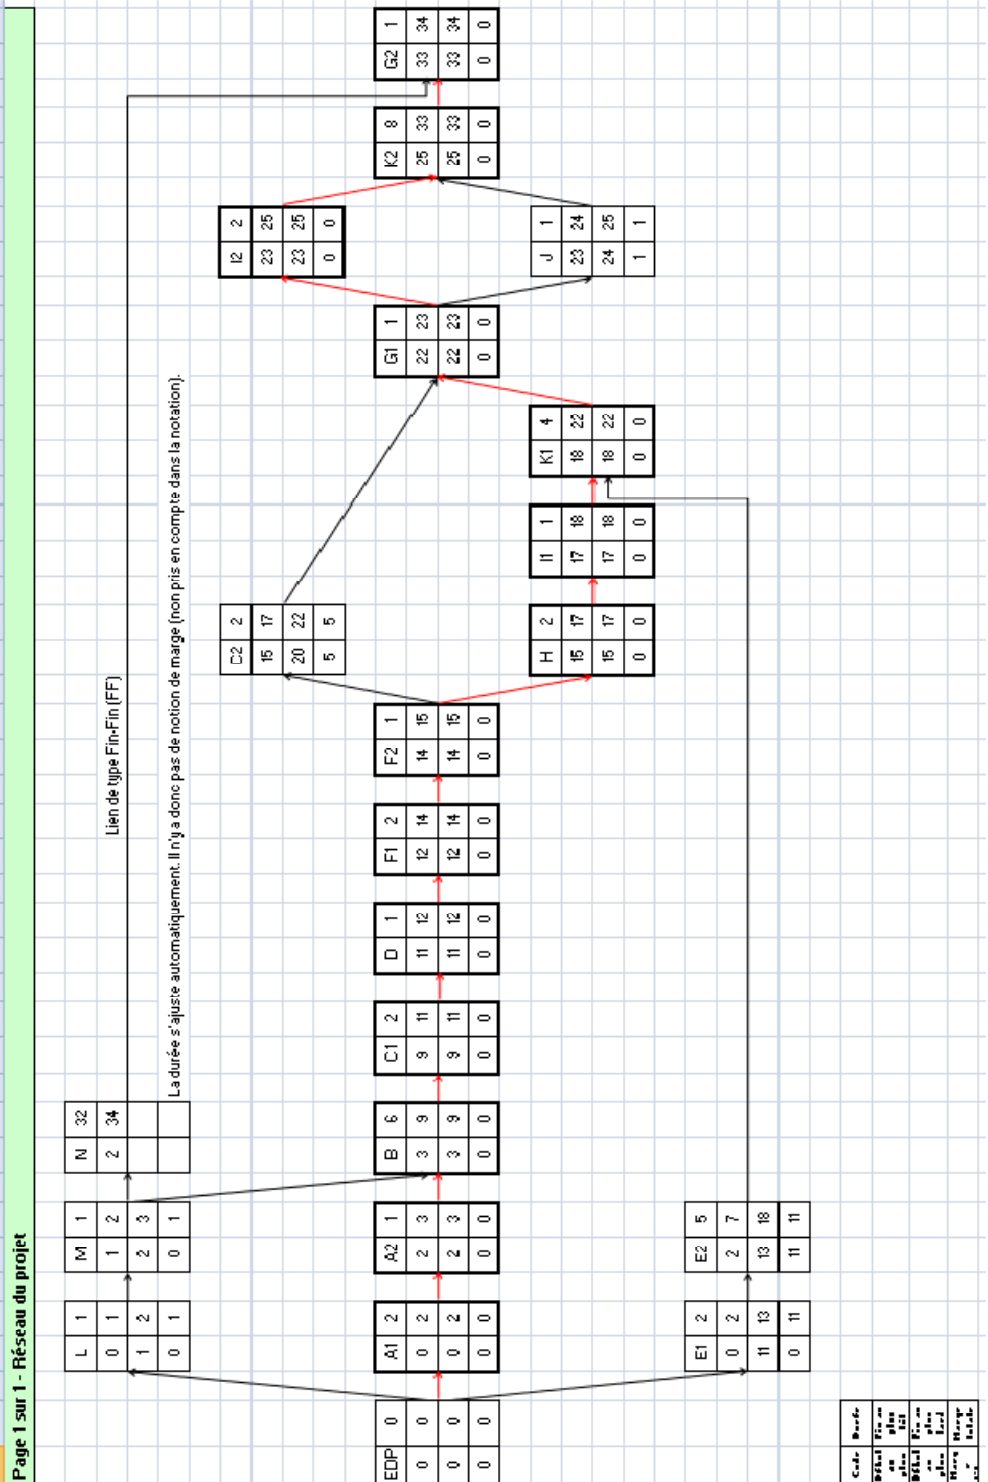 Page 1 sur 1 - Réseau du projet
Lien de type Fin-Fin (FF)
La durée s'ajuste automatiquement. Il n'y a donc pas de notion de marge (non pris en compte dans la notation).
EDP 0
0 0
0 0
0 0
L 1
0 1
1 2
0 1
M 1
1 2
2 3
0 1
N 32
2 34
A1 2
0 2
0 2
0 0
A2 1
2 3
2 3
0 0
B 6
3 9
3 9
0 0
C1 2
9 11
9 11
0 0
D 1
11 12
11 12
0 0
F1 2
12 14
12 14
0 0
F2 1
14 15
14 15
0 0
C2 2
15 17
20 22
5 5
H 2
15 17
15 17
0 0
I1 1
17 18
17 18
0 0
K1 4
18 22
18 22
0 0
G1 1
22 23
22 23
0 0
I2 2
23 25
23 25
0 0
J 1
23 24
24 25
1 1
K2 8
25 33
25 33
0 0
G2 1
33 34
33 34
0 0
E1 2
0 2
11 13
0 11
E2 5
2 7
13 18
11 11
Code Durée